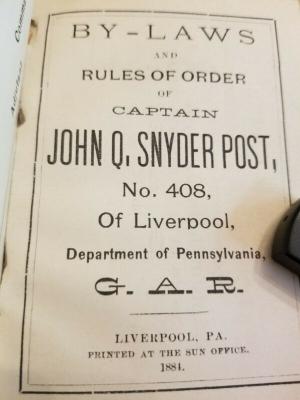 BY-LAWS
AND
RULES OF ORDER
OF
CAPTAIN
JOHN Q. SNYDER POST,
No. 408,
Of Liverpool,
Department of Pennsylvania,
G. A. R.
LIVERPOOL, PA.
PRINTED AT THE SUN OFFICE.
1884.